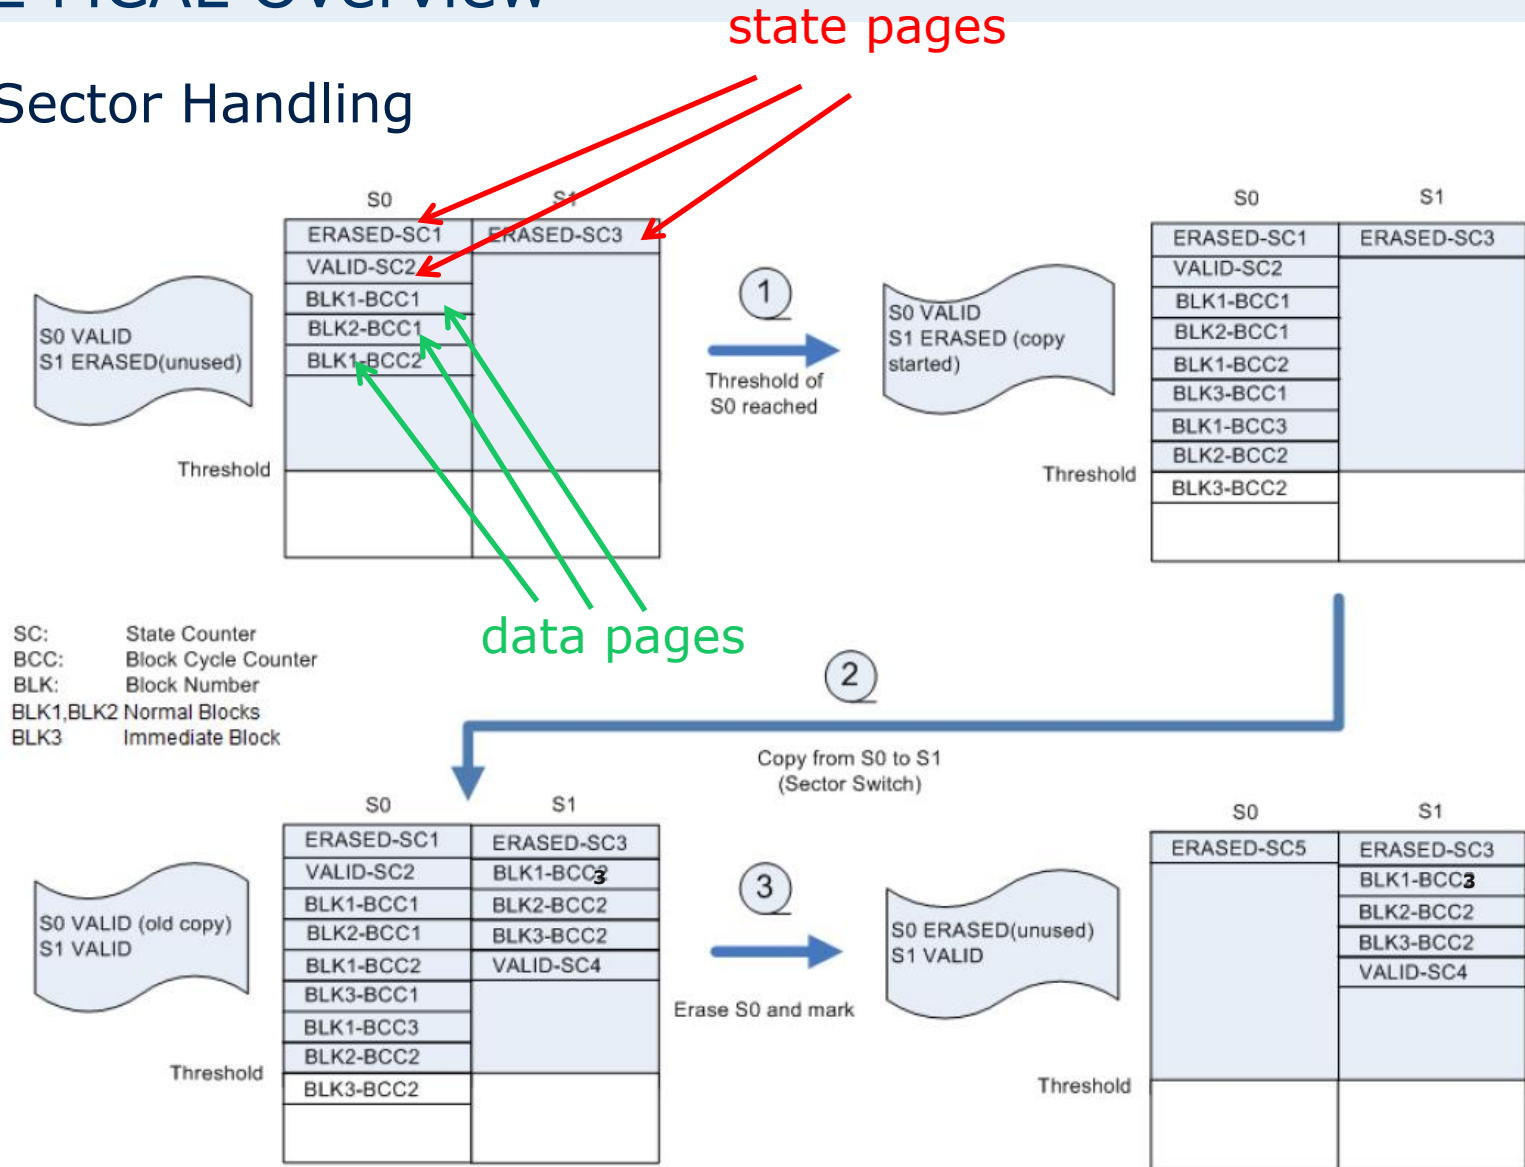 Overview
state pages
Sector Handling
S0 S1
ERASED-SC1 ERASED-SC3
VALID-SC2
BLK1-BCC1
BLK2-BCC1
BLK1-BCC2
S0 VALID
S1 ERASED(unused)
Threshold
1
Threshold of
S0 reached
S0 VALID
S1 ERASED (copy
started)
S0 S1
ERASED-SC1 ERASED-SC3
VALID-SC2
BLK1-BCC1
BLK2-BCC1
BLK1-BCC2
BLK3-BCC1
BLK1-BCC3
BLK2-BCC2
BLK3-BCC2
Threshold
data pages
SC: State Counter
BCC: Block Cycle Counter
BLK: Block Number
BLK1,BLK2 Normal Blocks
BLK3 Immediate Block
2
Copy from S0 to S1
(Sector Switch)
S0 VALID (old copy)
S1 VALID
S0 S1
ERASED-SC1 ERASED-SC3
VALID-SC2 BLK1-BCC3
BLK1-BCC1 BLK2-BCC2
BLK2-BCC1 BLK3-BCC2
BLK1-BCC2 VALID-SC4
BLK3-BCC1
BLK1-BCC3
BLK2-BCC2
BLK3-BCC2
Threshold
3
Erase S0 and mark
S0 ERASED(unused)
S1 VALID
S0 S1
ERASED-SC5 ERASED-SC3
BLK1-BCC3
BLK2-BCC2
BLK3-BCC2
VALID-SC4
Threshold